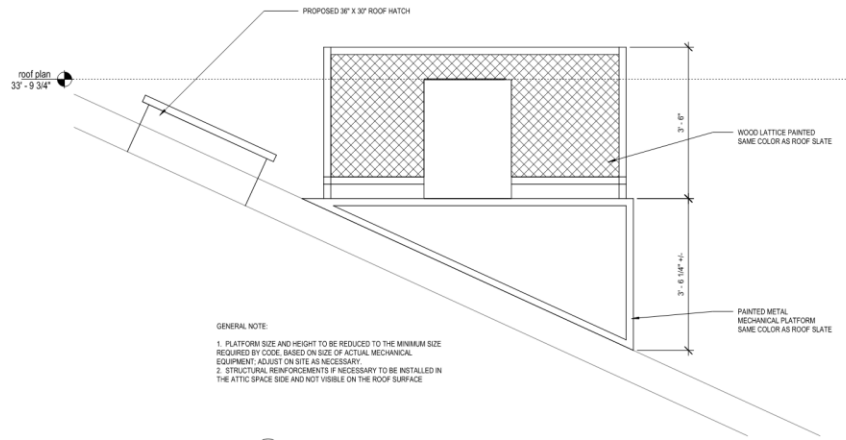 PROPOSED 36" X 30" ROOF HATCH
roof plan
33' - 9 3/4"
3' - 6"
WOOD LATTICE PAINTED
SAME COLOR AS ROOF SLATE
3' - 6 1/4" +/-
PAINTED METAL
MECHANICAL PLATFORM
SAME COLOR AS ROOF SLATE
GENERAL NOTE:
1. PLATFORM SIZE AND HEIGHT TO BE REDUCED TO THE MINIMUM SIZE
REQUIRED BY CODE, BASED ON SIZE OF ACTUAL MECHANICAL
EQUIPMENT; ADJUST ON SITE AS NECESSARY.
2. STRUCTURAL REINFORCEMENTS IF NECESSARY TO BE INSTALLED IN
THE ATTIC SPACE SIDE AND NOT VISIBLE ON THE ROOF SURFACE